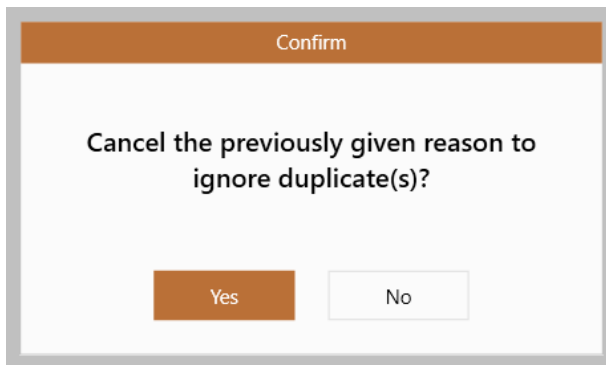 Confirm
Cancel the previously given reason to
ignore duplicate(s)?
Yes
No